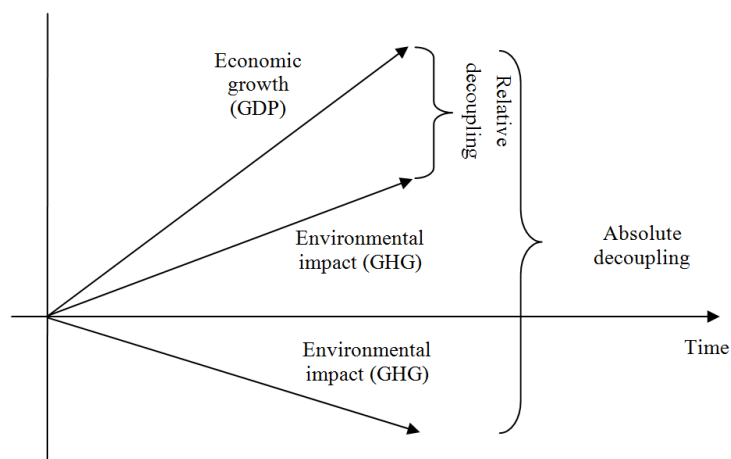 Economic
growth
(GDP)
Relative
decoupling
Environmental
impact (GHG)
Absolute
decoupling
Time
Environmental
impact (GHG)